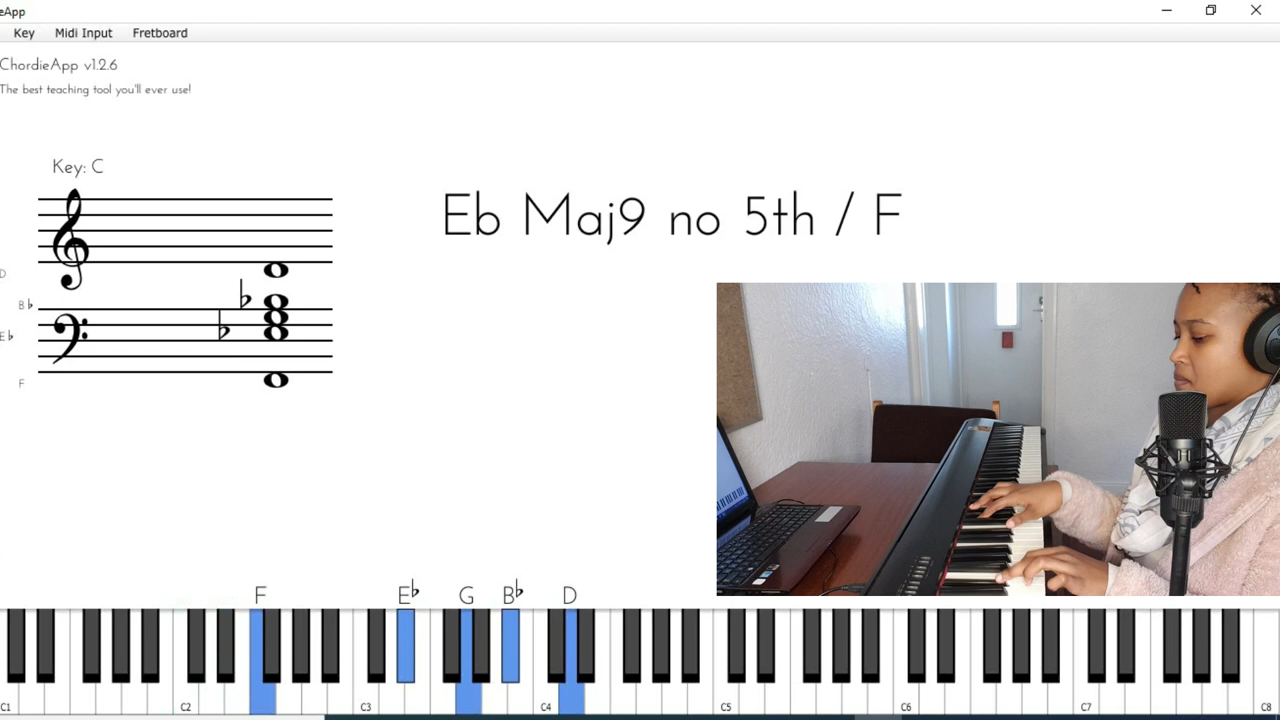 eApp
Key Midi Input Fretboard
ChordieApp v1.2.6
The best teaching tool you'll ever use!
Key: C
Eb Maj9 no 5th / F
D
B♭
E♭
F
F E♭ G B♭ D
C1 C2 C3 C4 C5 C6 C7 C8